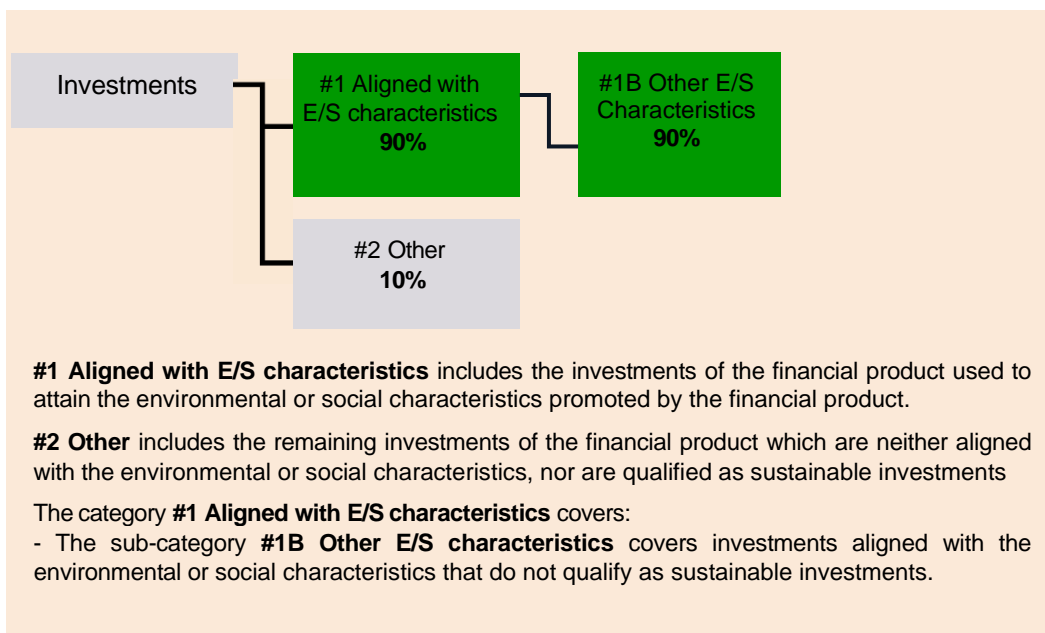 Investments
#1 Aligned with
E/S characteristics
90%
#1B Other E/S
Characteristics
90%
#2 Other
10%
#1 Aligned with E/S characteristics includes the investments of the financial product used to
attain the environmental or social characteristics promoted by the financial product.
#2 Other includes the remaining investments of the financial product which are neither aligned
with the environmental or social characteristics, nor are qualified as sustainable investments
The category #1 Aligned with E/S characteristics covers:
- The sub-category #1B Other E/S characteristics covers investments aligned with the
environmental or social characteristics that do not qualify as sustainable investments.